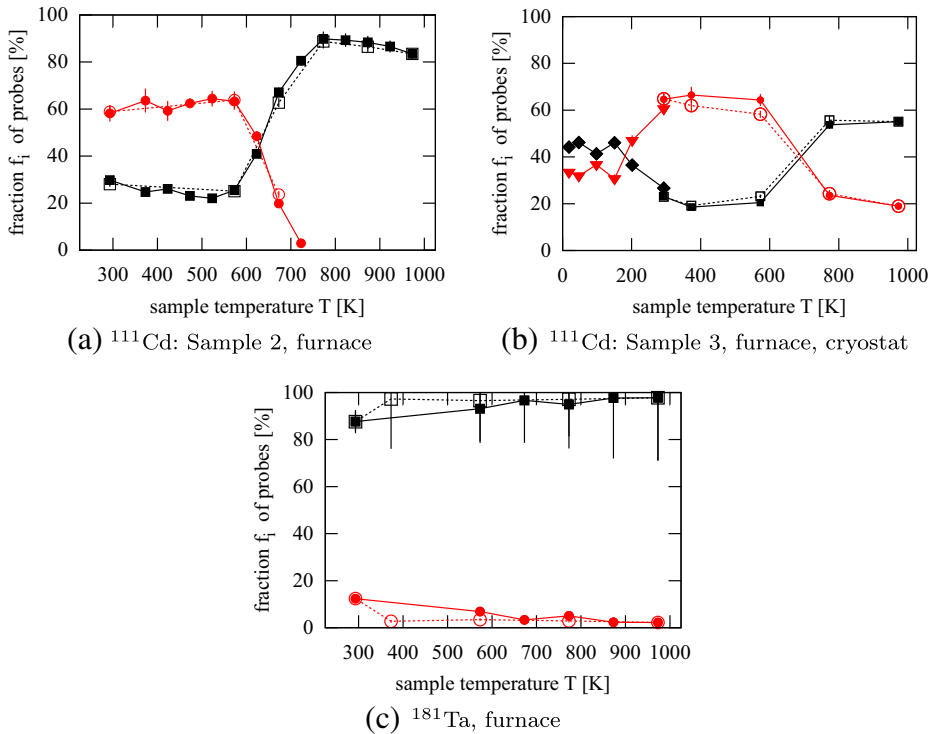 100
80
60
40
20
0
fraction fᵢ of probes [%]
300 400 500 600 700 800 900 1000
sample temperature T [K]
(a) ¹¹¹Cd: Sample 2, furnace
100
80
60
40
20
0
fraction fᵢ of probes [%]
0 200 400 600 800 1000
sample temperature T [K]
(b) ¹¹¹Cd: Sample 3, furnace, cryostat
100
80
60
40
20
0
fraction fᵢ of probes [%]
300 400 500 600 700 800 900 1000
sample temperature T [K]
(c) ¹⁸¹Ta, furnace